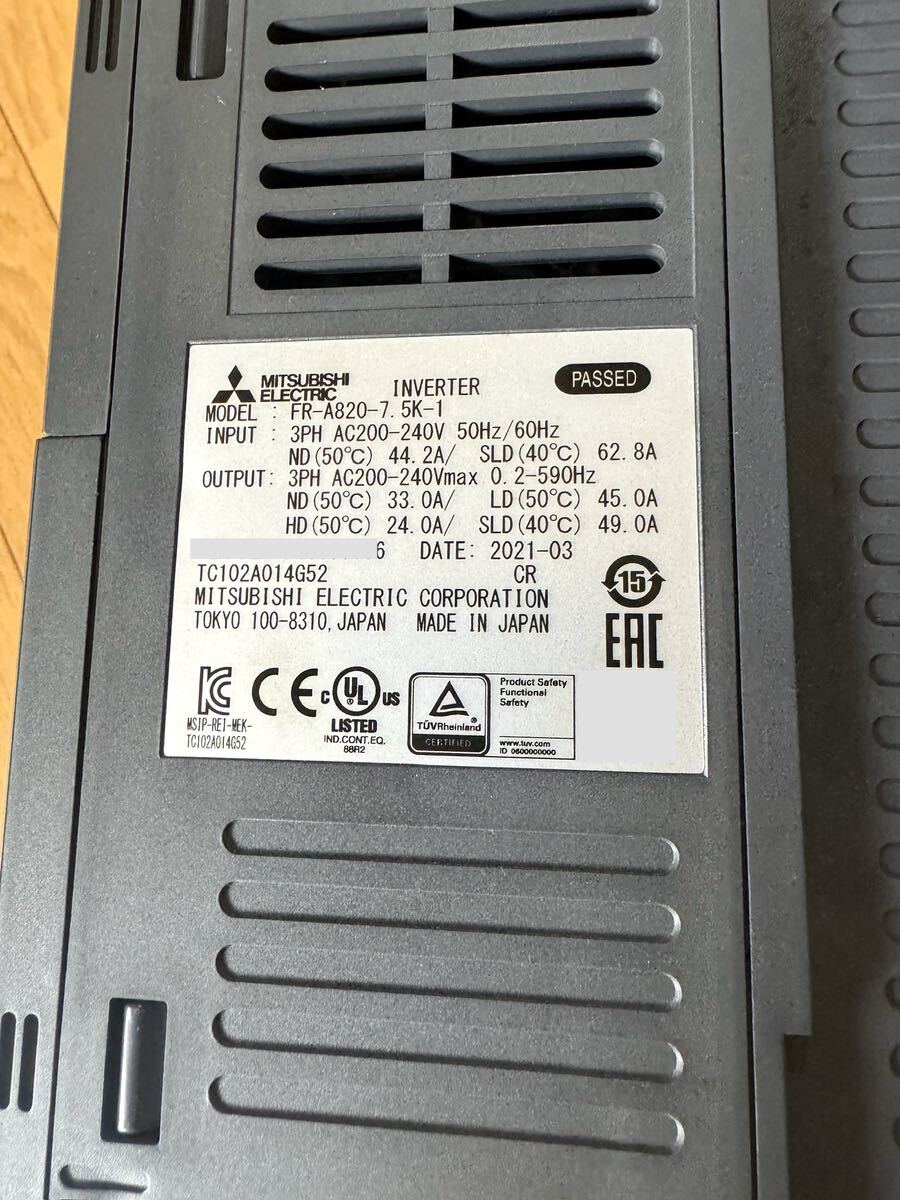 MITSUBISHI ELECTRIC INVERTER PASSED
MODEL : FR-A820-7.5K-1
INPUT : 3PH AC200-240V 50Hz/60Hz
ND(50℃) 44.2A/ SLD(40℃) 62.8A
OUTPUT: 3PH AC200-240Vmax 0.2-590Hz
ND(50℃) 33.0A/ LD(50℃) 45.0A
HD(50℃) 24.0A/ SLD(40℃) 49.0A
6 DATE: 2021-03
TC102A014G52 CR
MITSUBISHI ELECTRIC CORPORATION
TOKYO 100-8310, JAPAN MADE IN JAPAN
15
EAC
KC
MSIP-REI-MEK-
TC102A014G52
CE
c UL us
LISTED
IND.CONT.EQ.
88R2
TÜVRheinland
CERTIFIED
Product Safety
Functional
Safety
www.tuv.com
ID 0600000000